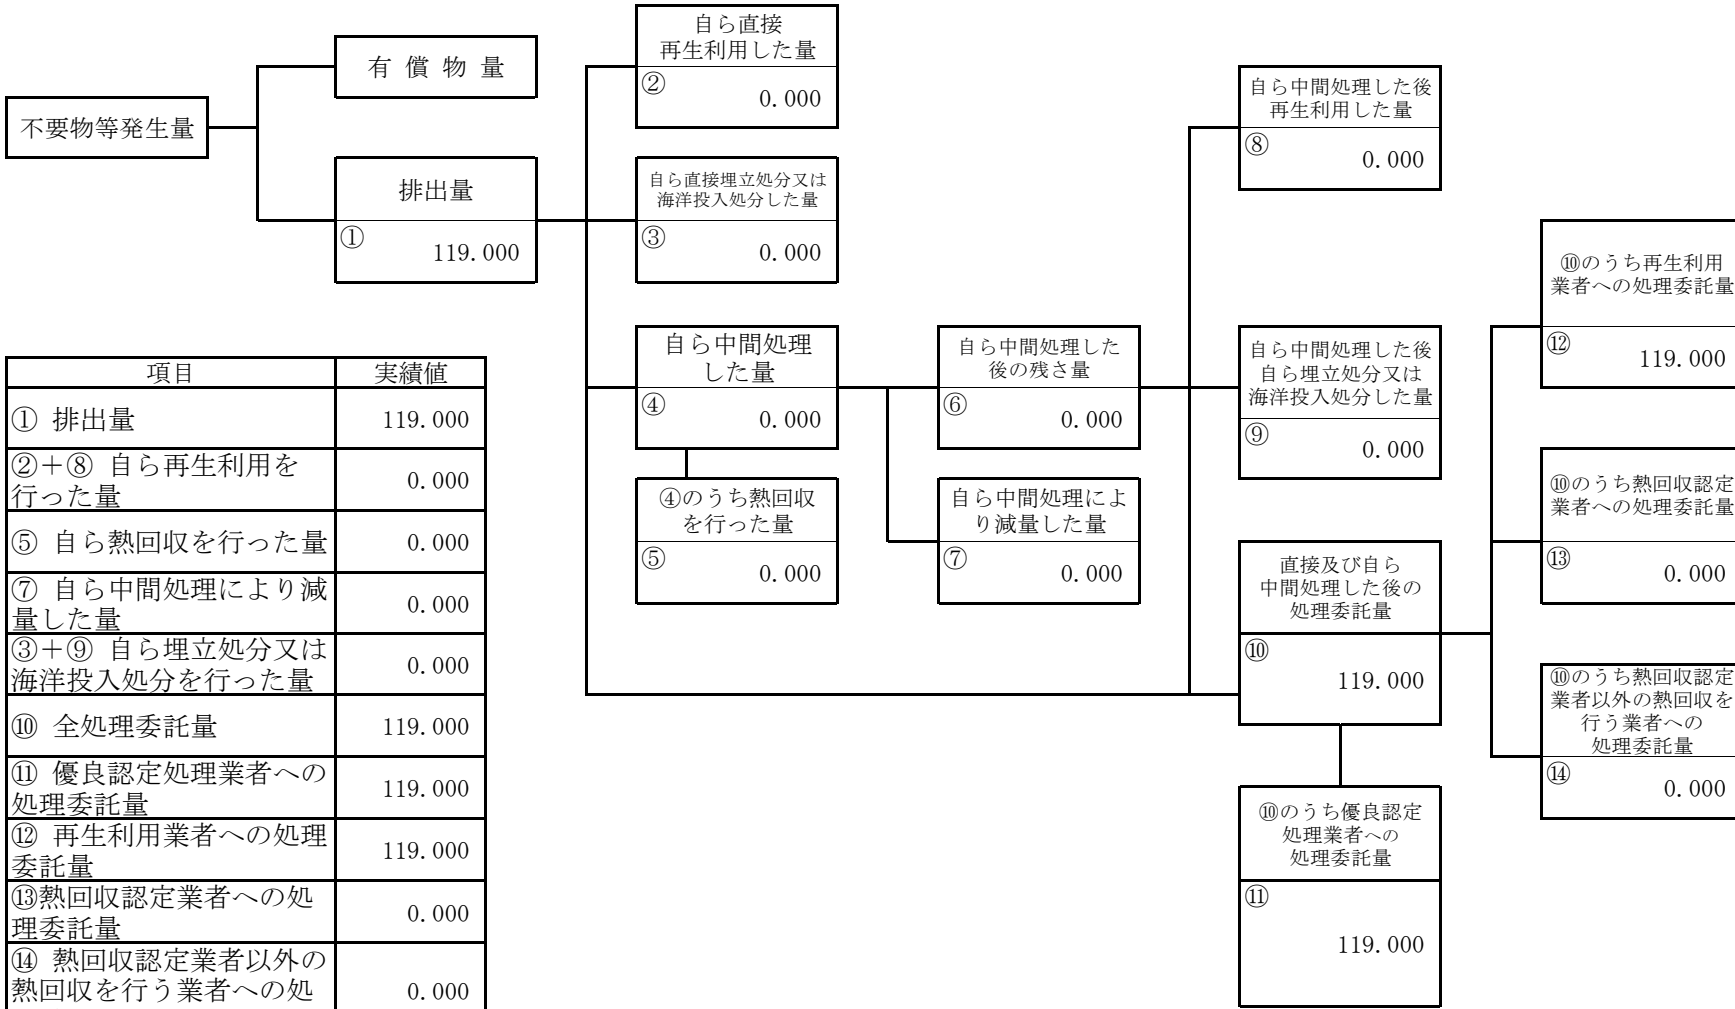 不要物等発生量
有 償 物 量
排出量
①
119.000
自ら直接
再生利用した量
②
0.000
自ら直接埋立処分又は
海洋投入処分した量
③
0.000
自ら中間処理
した量
④
0.000
④のうち熱回収
を行った量
⑤
0.000
自ら中間処理した
後の残さ量
⑥
0.000
自ら中間処理によ
り減量した量
⑦
0.000
自ら中間処理した後
再生利用した量
⑧
0.000
自ら中間処理した後
自ら埋立処分又は
海洋投入処分した量
⑨
0.000
直接及び自ら
中間処理した後の
処理委託量
⑩
119.000
⑩のうち優良認定
処理業者への
処理委託量
⑪
119.000
⑩のうち再生利用
業者への処理委託量
⑫
119.000
⑩のうち熱回収認定
業者への処理委託量
⑬
0.000
⑩のうち熱回収認定
業者以外の熱回収を
行う業者への
処理委託量
⑭
0.000
項目 実績値
① 排出量 119.000
②＋⑧ 自ら再生利用を
行った量 0.000
⑤ 自ら熱回収を行った量 0.000
⑦ 自ら中間処理により減
量した量 0.000
③＋⑨ 自ら埋立処分又は
海洋投入処分を行った量 0.000
⑩ 全処理委託量 119.000
⑪ 優良認定処理業者への
処理委託量 119.000
⑫ 再生利用業者への処理
委託量 119.000
⑬熱回収認定業者への処
理委託量 0.000
⑭ 熱回収認定業者以外の
熱回収を行う業者への処 0.000